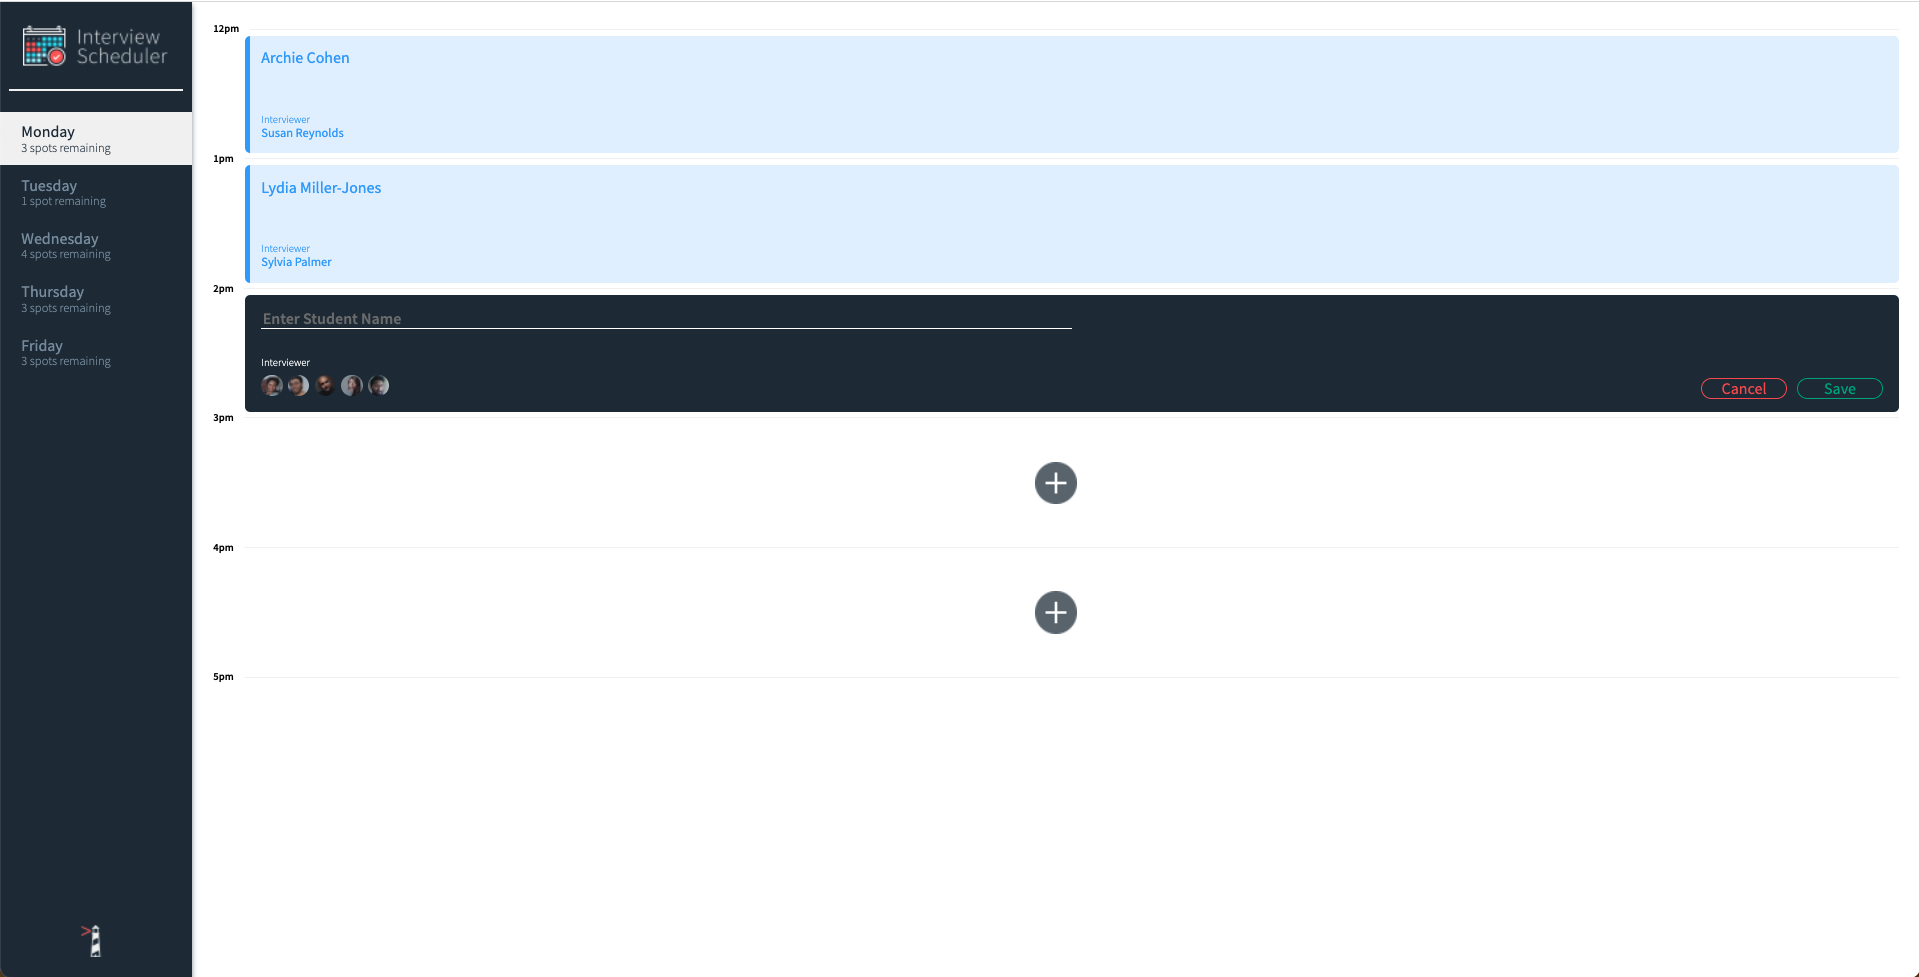 Interview
Scheduler
Monday
3 spots remaining
Tuesday
1 spot remaining
Wednesday
4 spots remaining
Thursday
3 spots remaining
Friday
3 spots remaining
12pm
Archie Cohen
Interviewer
Susan Reynolds
1pm
Lydia Miller-Jones
Interviewer
Sylvia Palmer
2pm
Enter Student Name
Interviewer
Cancel Save
3pm
4pm
5pm